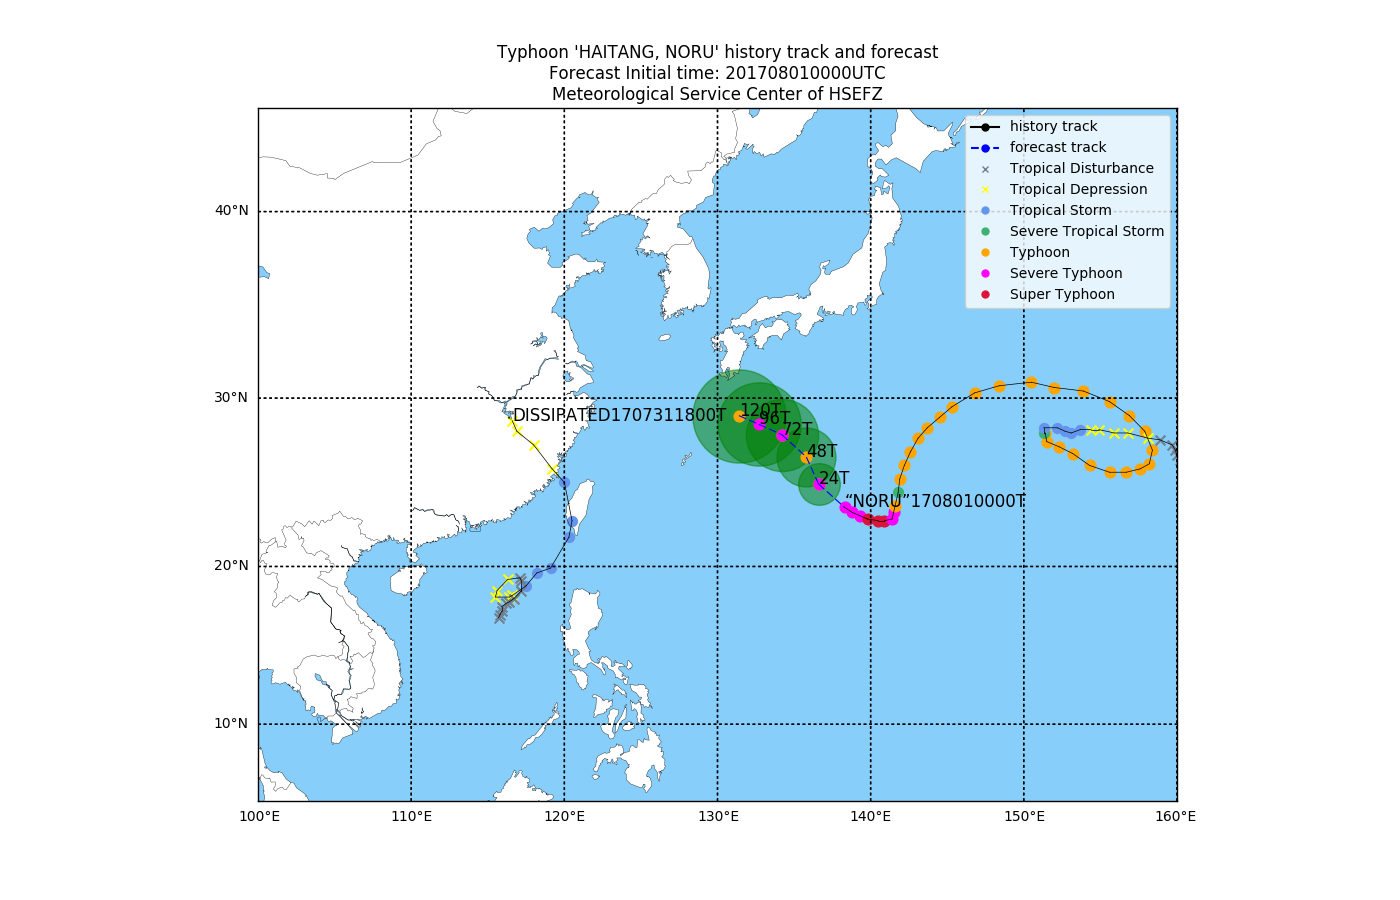 Typhoon 'HAITANG, NORU' history track and forecast
Forecast Initial time: 201708010000UTC
Meteorological Service Center of HSEFZ
history track
forecast track
Tropical Disturbance
Tropical Depression
Tropical Storm
Severe Tropical Storm
Typhoon
Severe Typhoon
Super Typhoon
40°N
30°N
20°N
10°N
DISSIPATED1707311800T
120T
96T
72T
48T
24T
“NORU”1708010000T
100°E
110°E
120°E
130°E
140°E
150°E
160°E